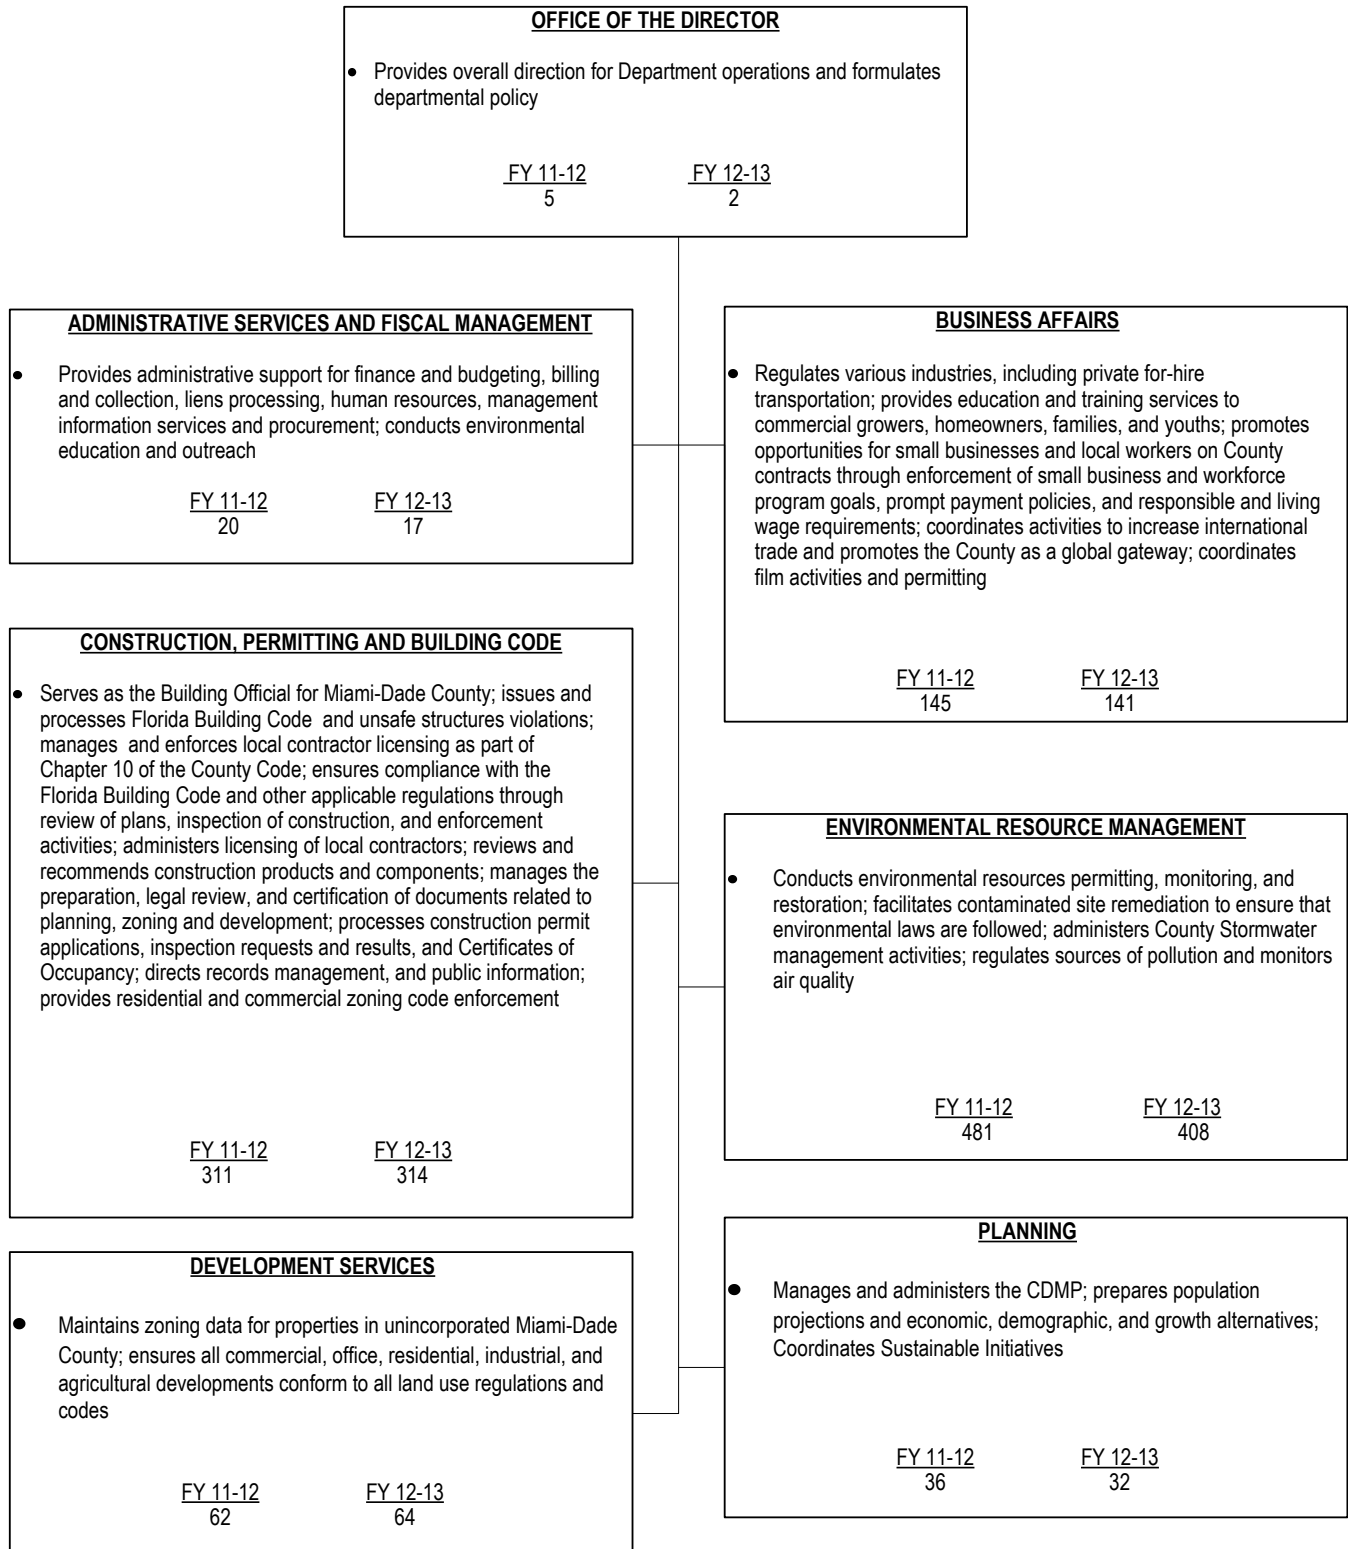 OFFICE OF THE DIRECTOR
• Provides overall direction for Department operations and formulates
departmental policy
FY 11-12 FY 12-13
5 2
ADMINISTRATIVE SERVICES AND FISCAL MANAGEMENT
• Provides administrative support for finance and budgeting, billing
and collection, liens processing, human resources, management
information services and procurement; conducts environmental
education and outreach
FY 11-12 FY 12-13
20 17
BUSINESS AFFAIRS
• Regulates various industries, including private for-hire
transportation; provides education and training services to
commercial growers, homeowners, families, and youths; promotes
opportunities for small businesses and local workers on County
contracts through enforcement of small business and workforce
program goals, prompt payment policies, and responsible and living
wage requirements; coordinates activities to increase international
trade and promotes the County as a global gateway; coordinates
film activities and permitting
FY 11-12 FY 12-13
145 141
CONSTRUCTION, PERMITTING AND BUILDING CODE
• Serves as the Building Official for Miami-Dade County; issues and
processes Florida Building Code and unsafe structures violations;
manages and enforces local contractor licensing as part of
Chapter 10 of the County Code; ensures compliance with the
Florida Building Code and other applicable regulations through
review of plans, inspection of construction, and enforcement
activities; administers licensing of local contractors; reviews and
recommends construction products and components; manages the
preparation, legal review, and certification of documents related to
planning, zoning and development; processes construction permit
applications, inspection requests and results, and Certificates of
Occupancy; directs records management, and public information;
provides residential and commercial zoning code enforcement
FY 11-12 FY 12-13
311 314
ENVIRONMENTAL RESOURCE MANAGEMENT
• Conducts environmental resources permitting, monitoring, and
restoration; facilitates contaminated site remediation to ensure that
environmental laws are followed; administers County Stormwater
management activities; regulates sources of pollution and monitors
air quality
FY 11-12 FY 12-13
481 408
DEVELOPMENT SERVICES
• Maintains zoning data for properties in unincorporated Miami-Dade
County; ensures all commercial, office, residential, industrial, and
agricultural developments conform to all land use regulations and
codes
FY 11-12 FY 12-13
62 64
PLANNING
• Manages and administers the CDMP; prepares population
projections and economic, demographic, and growth alternatives;
Coordinates Sustainable Initiatives
FY 11-12 FY 12-13
36 32